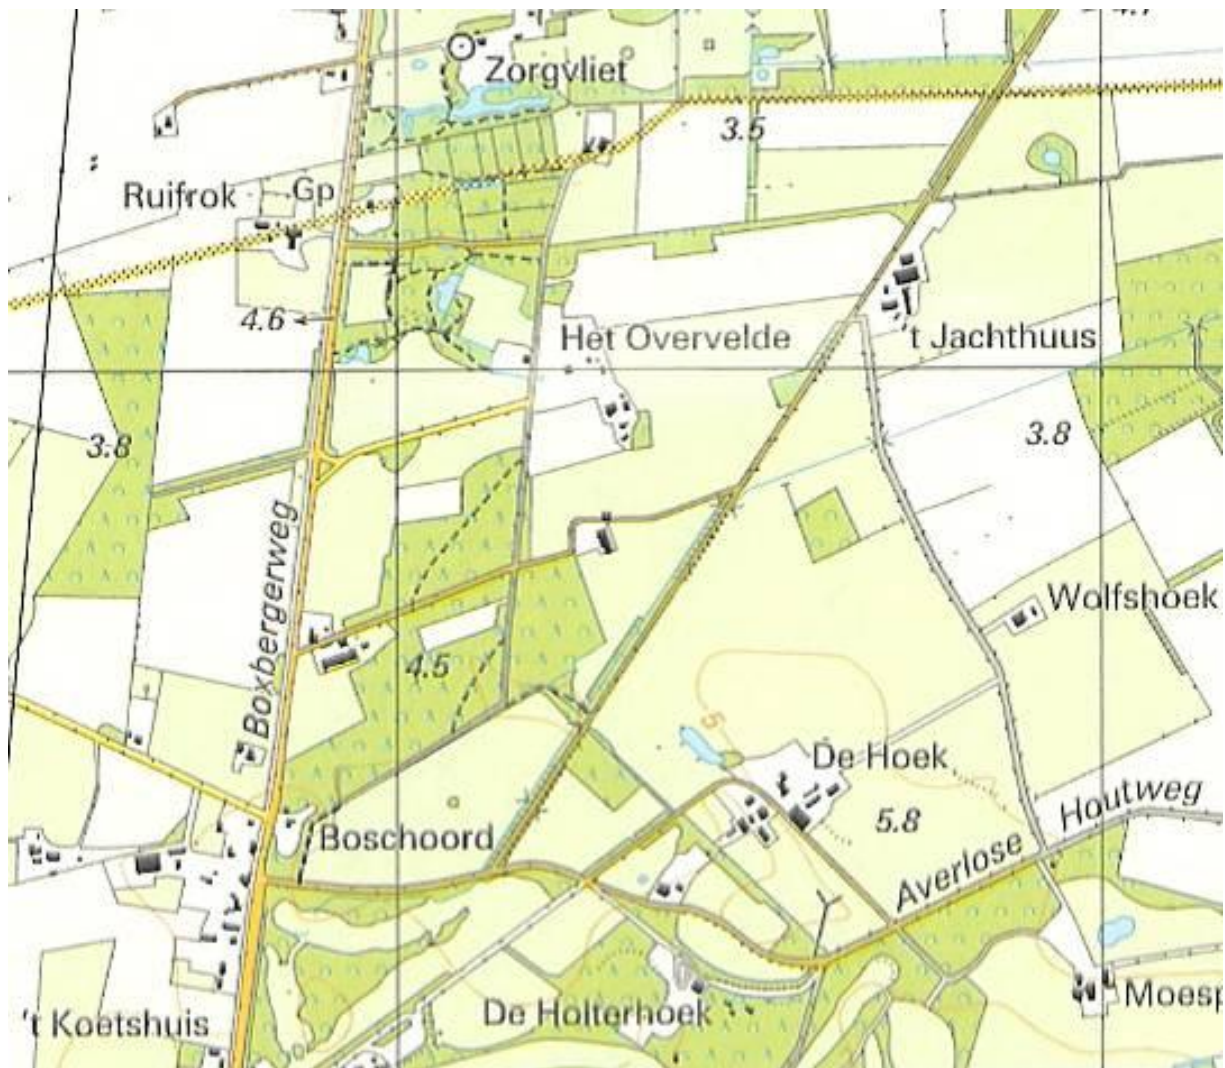 Zorgvliet
3.5
Ruifrok
Gp
4.6
Het Overvelde
't Jachthuus
3.8
3.8
Boxbergerweg
Wolfshoek
4.5
5
De Hoek
Boschoord
5.8
Averlose
Houtweg
't Koetshuis
De Holterhoek
Moesp